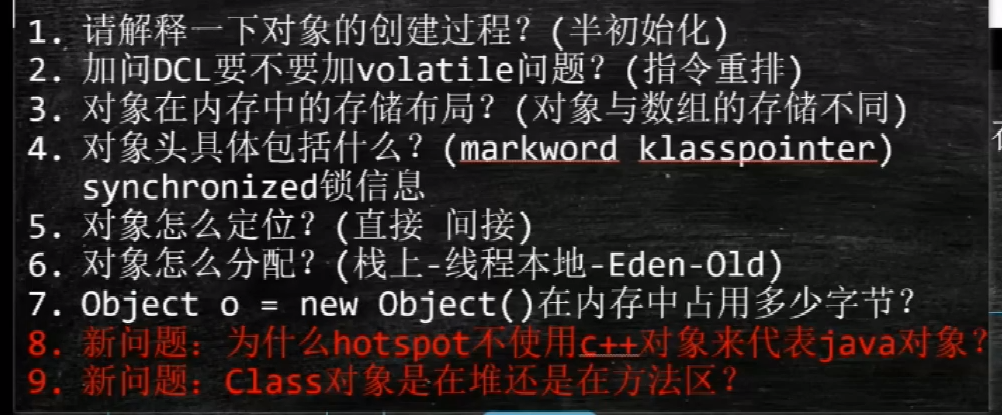 1. 请解释一下对象的创建过程？(半初始化)
2. 加问DCL要不要加volatile问题？(指令重排)
3. 对象在内存中的存储布局？(对象与数组的存储不同)
4. 对象头具体包括什么？(markword klasspointer)
synchronized锁信息
5. 对象怎么定位？(直接 间接)
6. 对象怎么分配？(栈上-线程本地-Eden-Old)
7. Object o = new Object()在内存中占用多少字节？
8. 新问题：为什么hotspot不使用c++对象来代表java对象？
9. 新问题：Class对象是在堆还是在方法区？